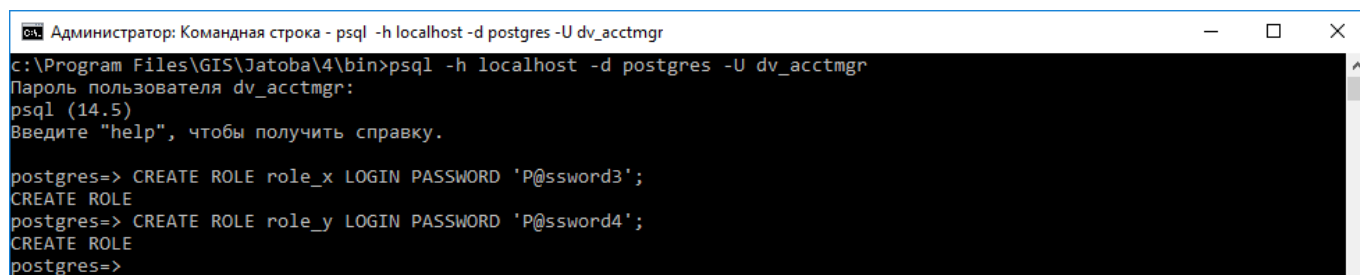 Администратор: Командная строка - psql -h localhost -d postgres -U dv_acctmgr
c:\Program Files\GIS\Jatoba\4\bin>psql -h localhost -d postgres -U dv_acctmgr
Пароль пользователя dv_acctmgr:
psql (14.5)
Введите "help", чтобы получить справку.
postgres=> CREATE ROLE role_x LOGIN PASSWORD 'P@ssword3';
CREATE ROLE
postgres=> CREATE ROLE role_y LOGIN PASSWORD 'P@ssword4';
CREATE ROLE
postgres=>